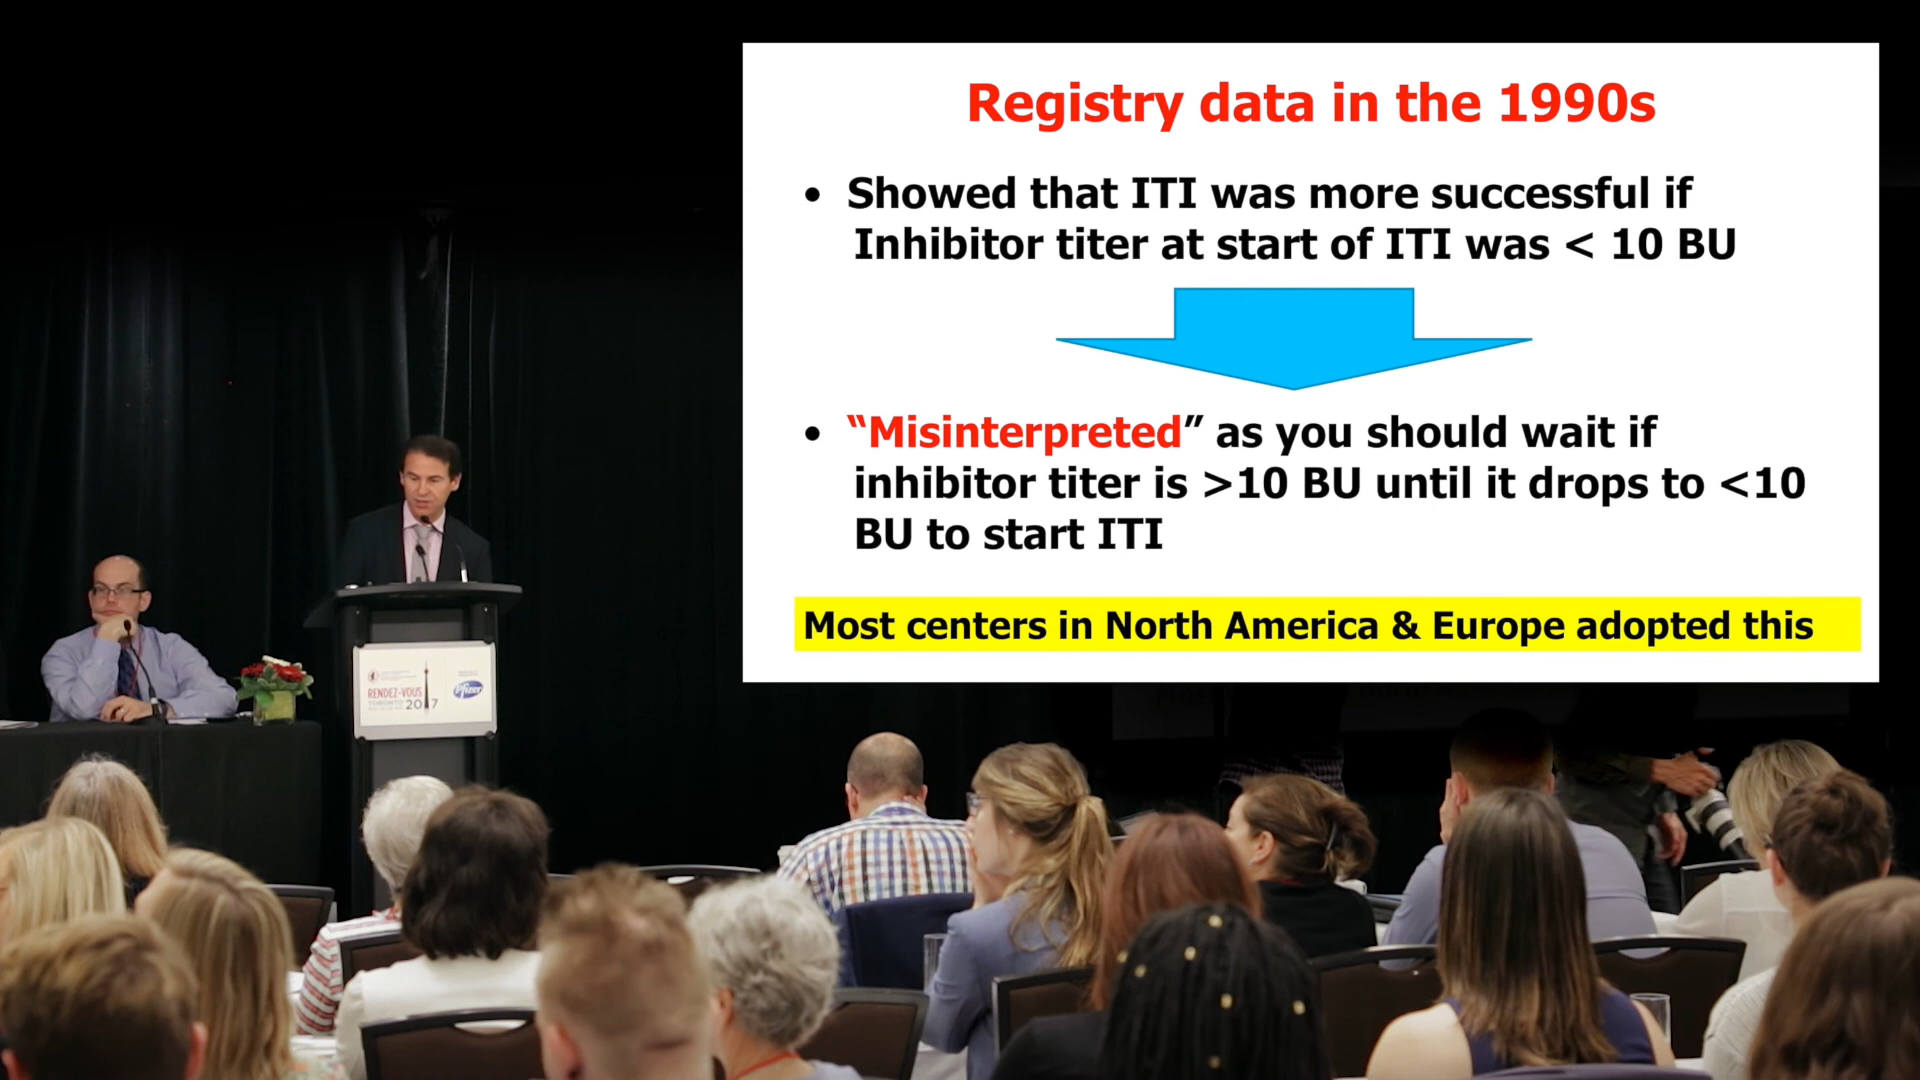 Registry data in the 1990s
• Showed that ITI was more successful if
Inhibitor titer at start of ITI was < 10 BU
• “Misinterpreted” as you should wait if
inhibitor titer is >10 BU until it drops to <10
BU to start ITI
Most centers in North America & Europe adopted this
RENDEZ-VOUS
TORONTO
2017
Pfizer